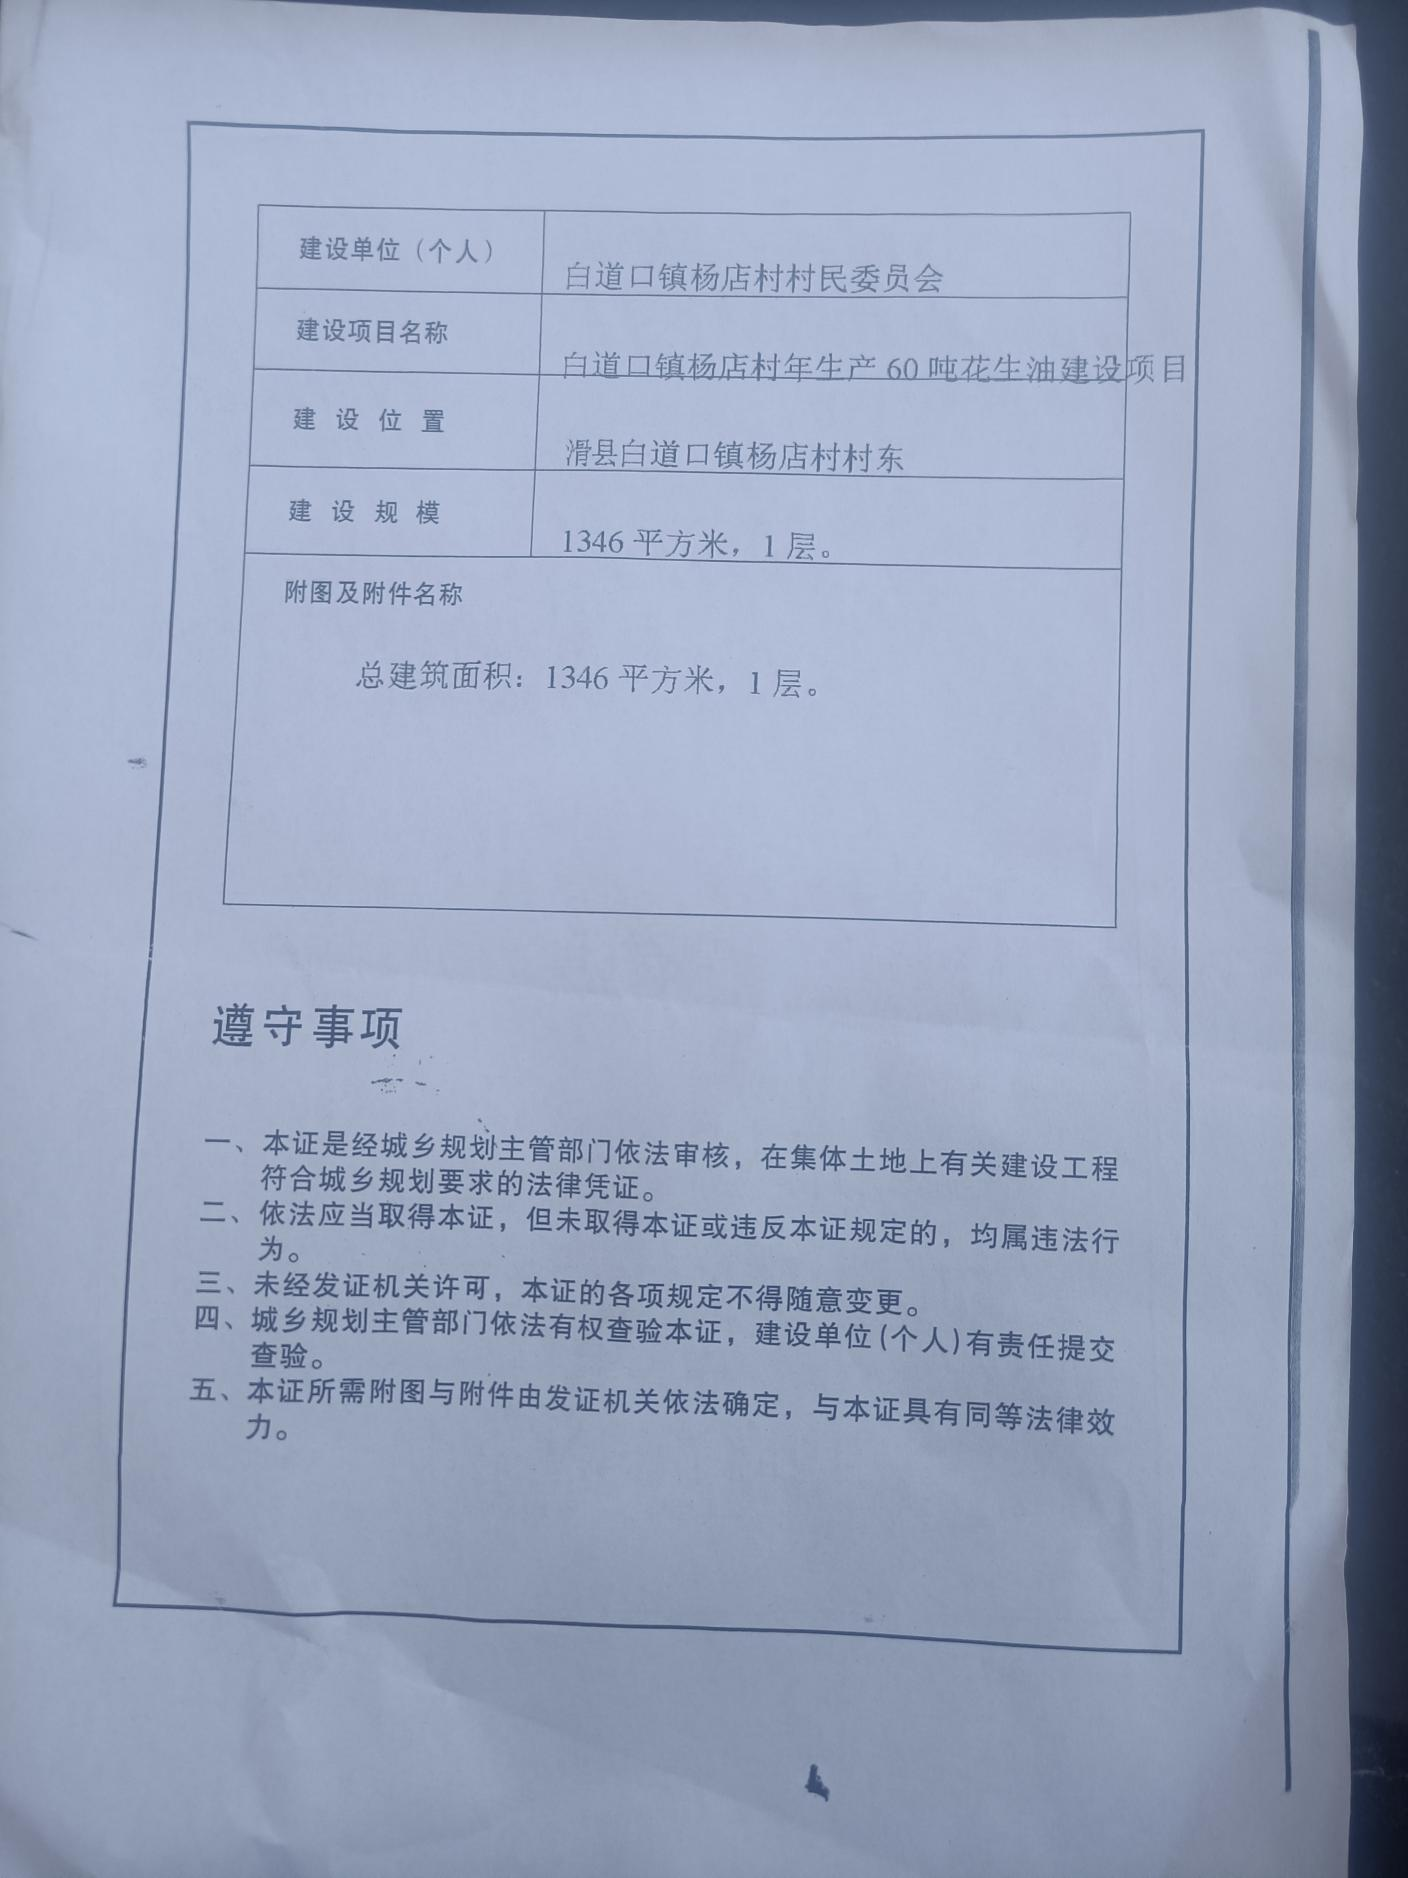 建设单位（个人） 白道口镇杨店村村民委员会
建设项目名称 白道口镇杨店村年生产 60 吨花生油建设项目
建设位置 滑县白道口镇杨店村村东
建设规模 1346 平方米，1 层。
附图及附件名称
总建筑面积：1346 平方米，1 层。
遵守事项
一、本证是经城乡规划主管部门依法审核，在集体土地上有关建设工程
符合城乡规划要求的法律凭证。
二、依法应当取得本证，但未取得本证或违反本证规定的，均属违法行
为。
三、未经发证机关许可，本证的各项规定不得随意变更。
四、城乡规划主管部门依法有权查验本证，建设单位(个人)有责任提交
查验。
五、本证所需附图与附件由发证机关依法确定，与本证具有同等法律效
力。